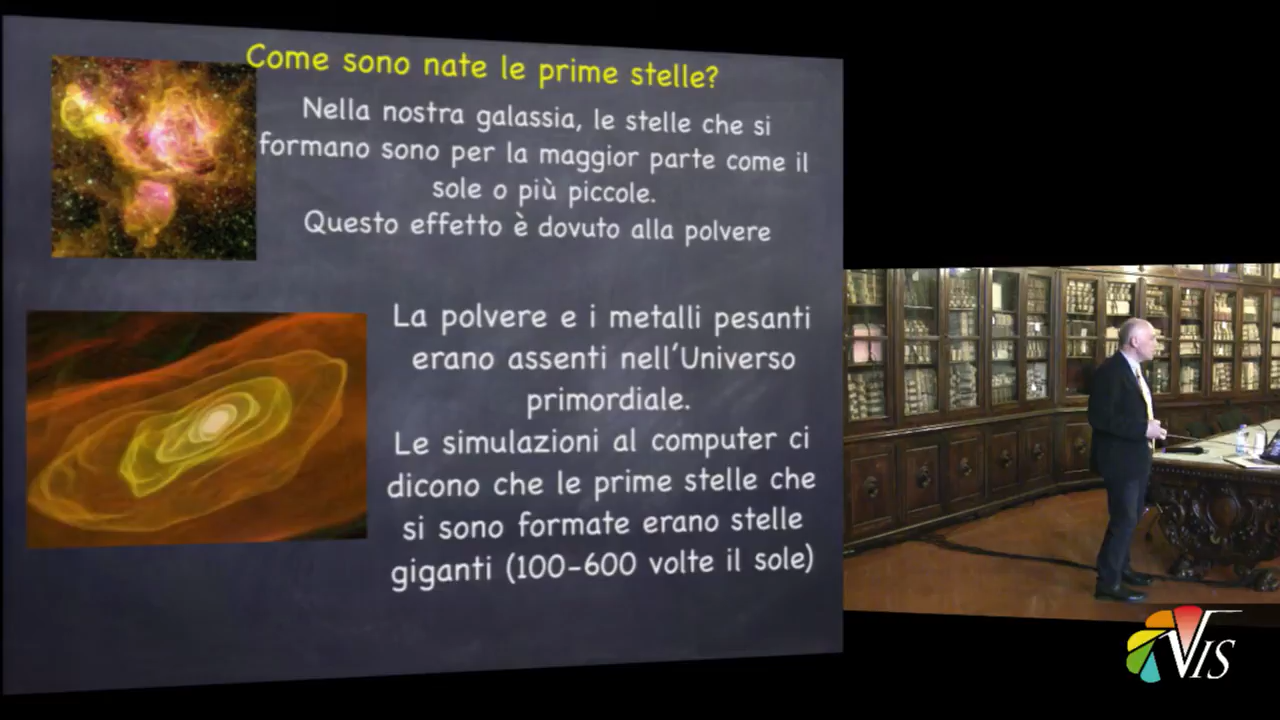 Come sono nate le prime stelle?
Nella nostra galassia, le stelle che si
formano sono per la maggior parte come il
sole o più piccole.
Questo effetto è dovuto alla polvere
La polvere e i metalli pesanti
erano assenti nell'Universo
primordiale.
Le simulazioni al computer ci
dicono che le prime stelle che
si sono formate erano stelle
giganti (100-600 volte il sole)
VIS